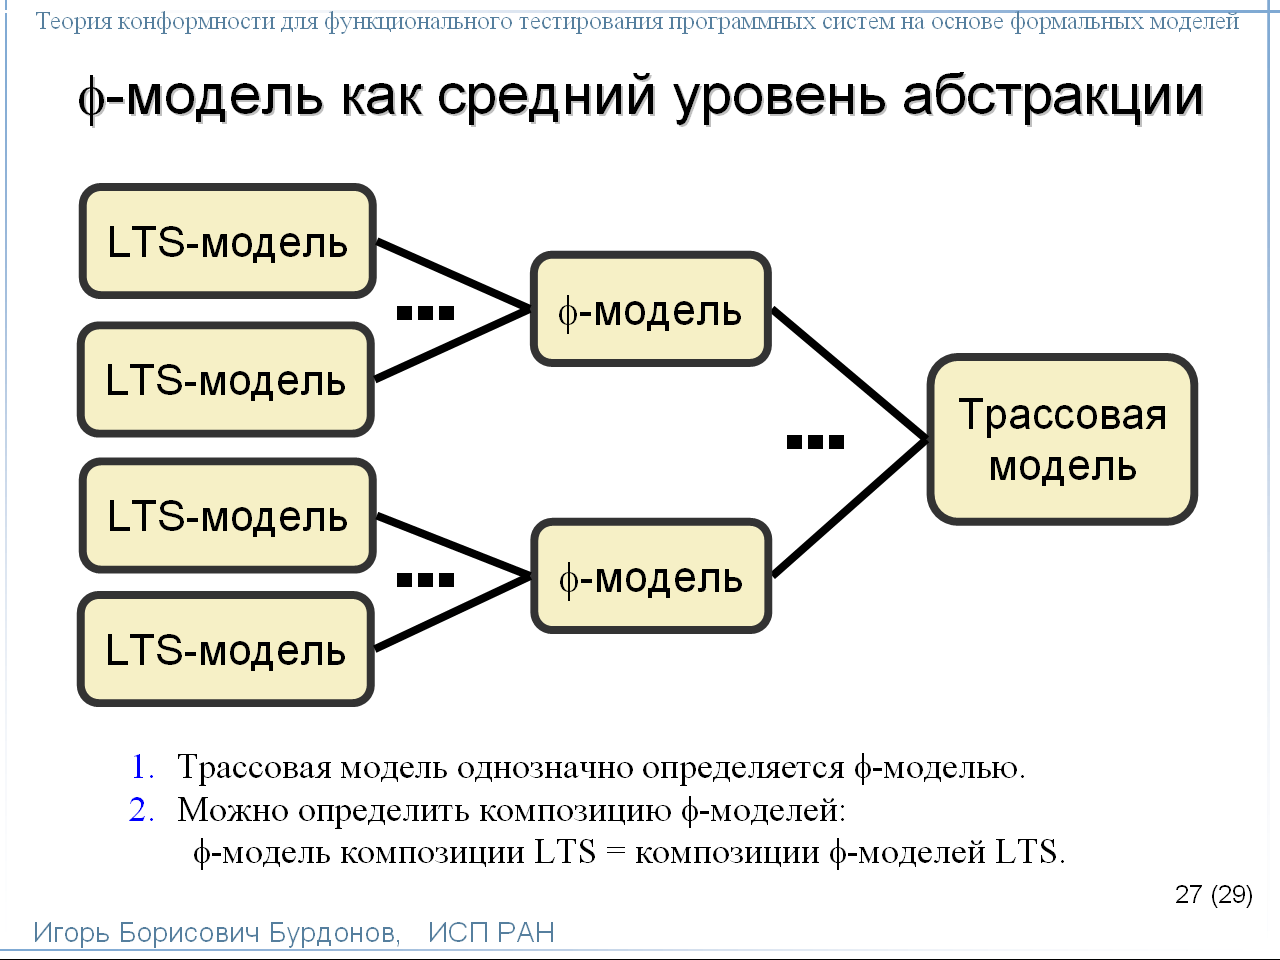 Теория конформности для функционального тестирования программных систем на основе формальных моделей
ϕ-модель как средний уровень абстракции
LTS-модель
LTS-модель
LTS-модель
LTS-модель
ϕ-модель
ϕ-модель
Трассовая
модель
1. Трассовая модель однозначно определяется ϕ-моделью.
2. Можно определить композицию ϕ-моделей:
ϕ-модель композиции LTS = композиции ϕ-моделей LTS.
27 (29)
Игорь Борисович Бурдонов, ИСП РАН